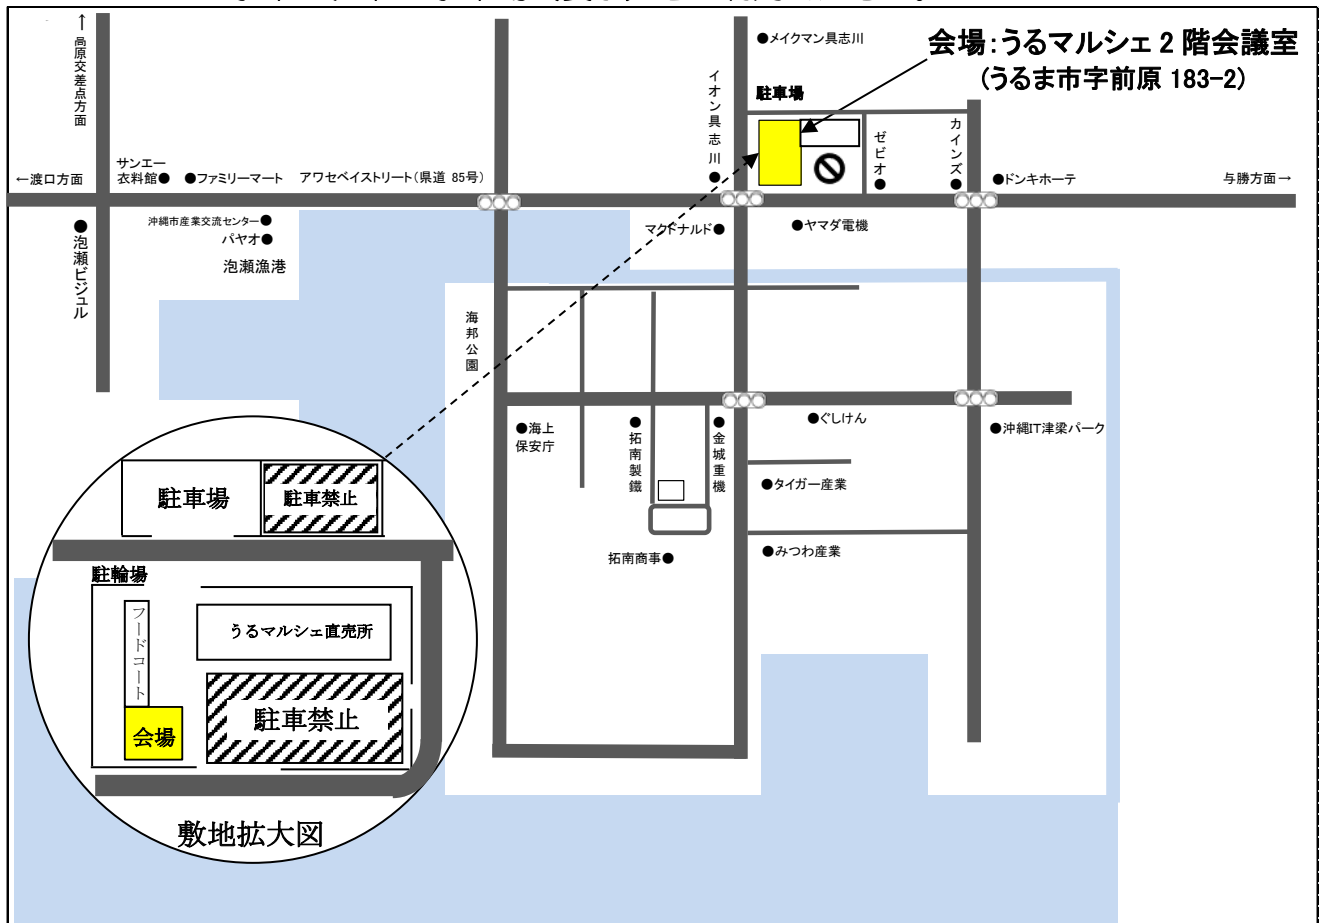 ↑高原交差点方面
●メイクマン具志川
会場:うるマルシェ2階会議室
(うるま市字前原 183-2)
イオン具志川●
駐車場
ゼビオ●
カインズ●
サンエー
衣料館●
●ファミリーマート
アワセベイストリート(県道 85号)
←渡口方面
●ドンキホーテ
与勝方面→
●泡瀬ビジュル
沖縄市産業交流センター●
パヤオ●
泡瀬漁港
マクドナルド●
●ヤマダ電機
海邦公園
●海上
保安庁
●拓南製鐵
●金城重機
●ぐしけん
●沖縄IT津梁パーク
●タイガー産業
拓南商事●
●みつわ産業
駐車場
駐車禁止
駐輪場
フードコート
うるマルシェ直売所
会場
駐車禁止
敷地拡大図